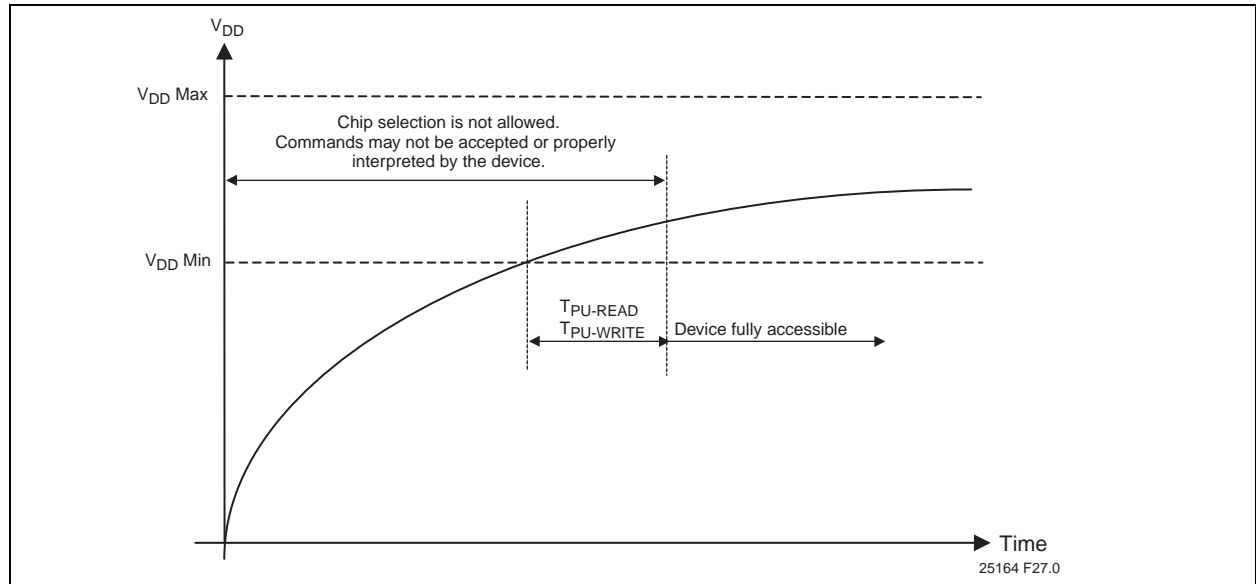 VDD
VDD Max
Chip selection is not allowed.
Commands may not be accepted or properly
interpreted by the device.
VDD Min
TPU-READ
TPU-WRITE
Device fully accessible
Time
25164 F27.0